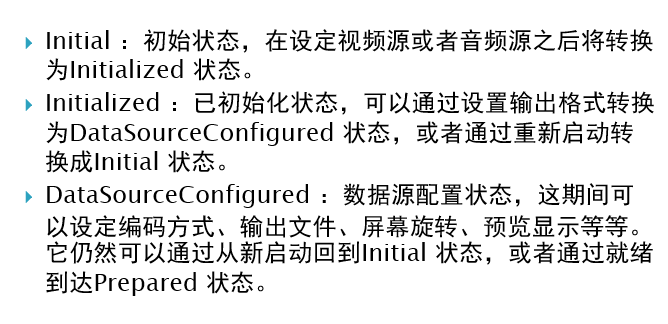 Initial ：初始状态，在设定视频源或者音频源之后将转换
为Initialized 状态。
Initialized ：已初始化状态，可以通过设置输出格式转换
为DataSourceConfigured 状态，或者通过重新启动转
换成Initial 状态。
DataSourceConfigured ：数据源配置状态，这期间可
以设定编码方式、输出文件、屏幕旋转、预览显示等等。
它仍然可以通过从新启动回到Initial 状态，或者通过就绪
到达Prepared 状态。